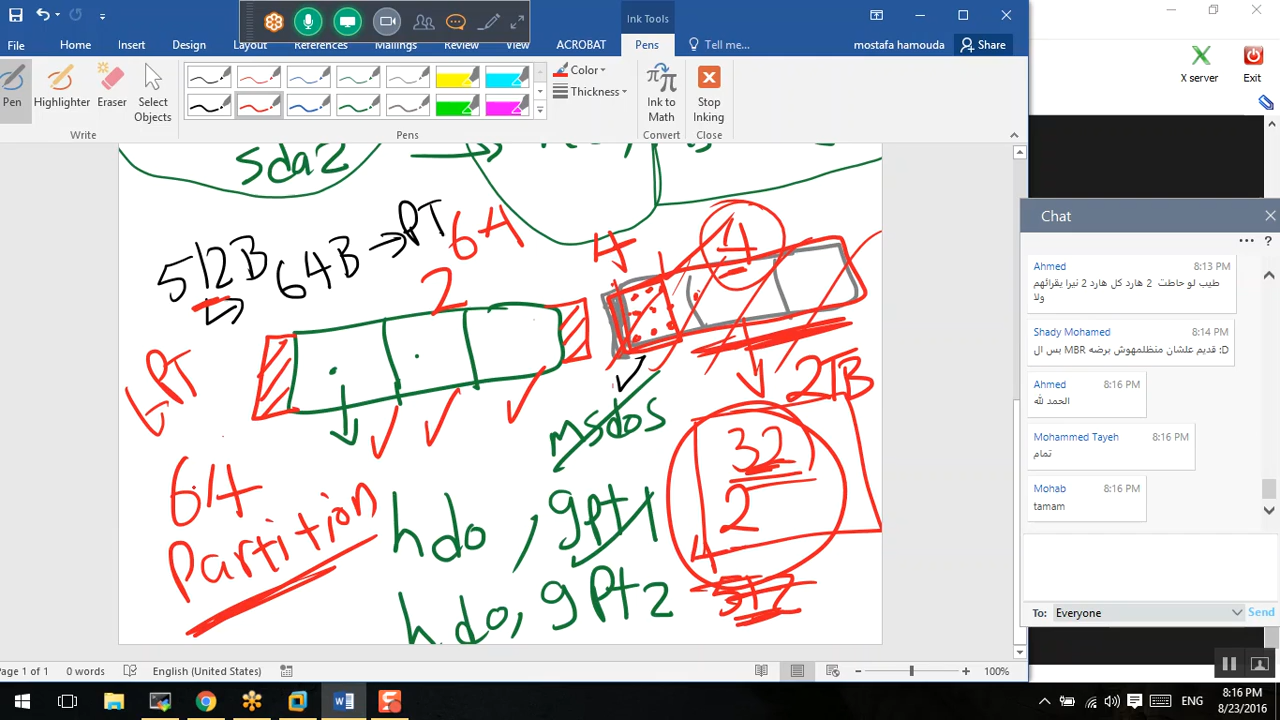 Ink Tools
mostafa hamouda
Share
File
Home
Insert
Design
Layout
References
Mailings
Review
View
ACROBAT
Pens
Tell me...
X server
Exit
Pen
Highlighter
Eraser
Select Objects
Color
Thickness
Ink to Math
Stop Inking
Write
Pens
Convert
Close
sda2
512B
64B
PT
64
2
4
4
GPT
msdos
2TB
32
2
64
Partition
hd0, gpt1
hd0, gpt2
512
Chat
Ahmed
8:13 PM
طيب لو حاطت 2 هارد كل هارد 2 تيرا يقرائهم
ولا
Shady Mohamed
8:14 PM
قديم علشان منظلمهوش برضه MBR بس ال :D
Ahmed
8:16 PM
الحمد لله
Mohammed Tayeh
8:16 PM
تمام
Mohab
8:16 PM
tamam
To:
Everyone
Send
Page 1 of 1
0 words
English (United States)
100%
ENG
8:16 PM
8/23/2016